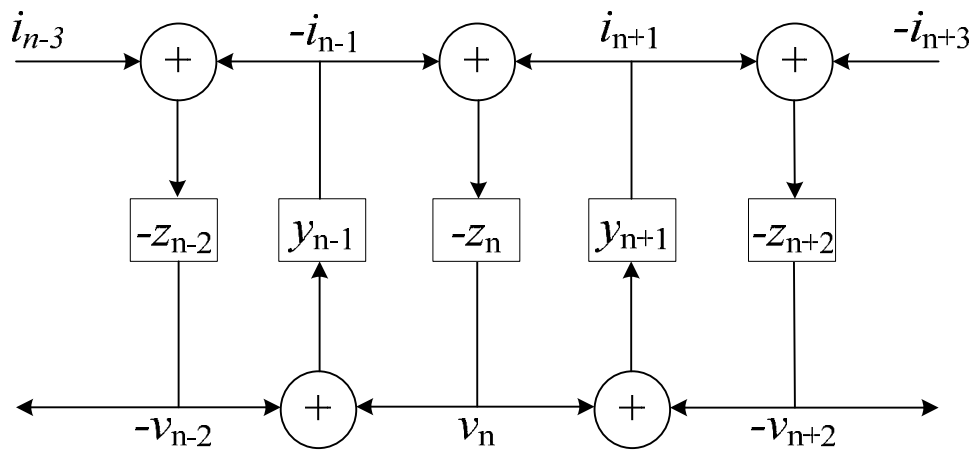 i_{n-3} -i_{n-1} i_{n+1} -i_{n+3}
+ + +
-z_{n-2} y_{n-1} -z_n y_{n+1} -z_{n+2}
+ +
-v_{n-2} v_n -v_{n+2}